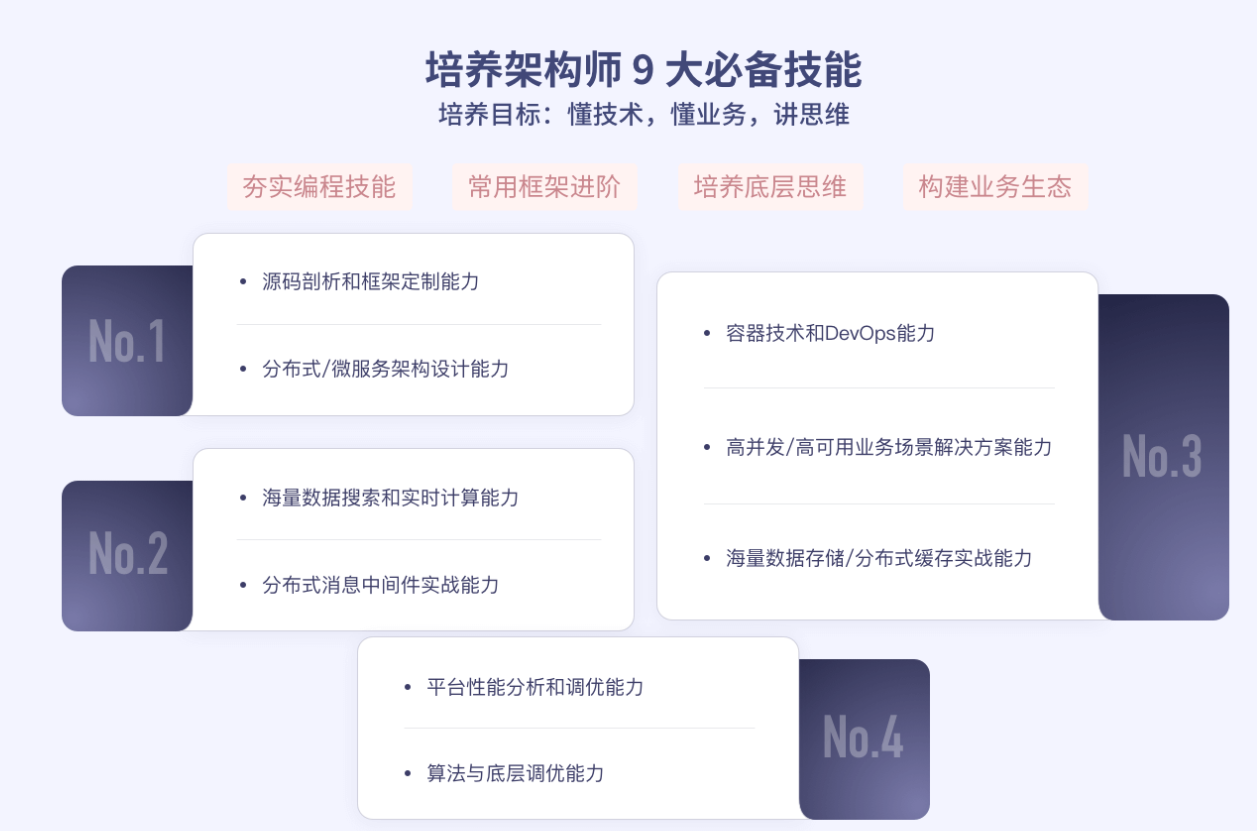 培养架构师 9 大必备技能
培养目标：懂技术，懂业务，讲思维
夯实编程技能
常用框架进阶
培养底层思维
构建业务生态
No.1
• 源码剖析和框架定制能力
• 分布式/微服务架构设计能力
No.2
• 海量数据搜索和实时计算能力
• 分布式消息中间件实战能力
No.3
• 容器技术和DevOps能力
• 高并发/高可用业务场景解决方案能力
• 海量数据存储/分布式缓存实战能力
No.4
• 平台性能分析和调优能力
• 算法与底层调优能力